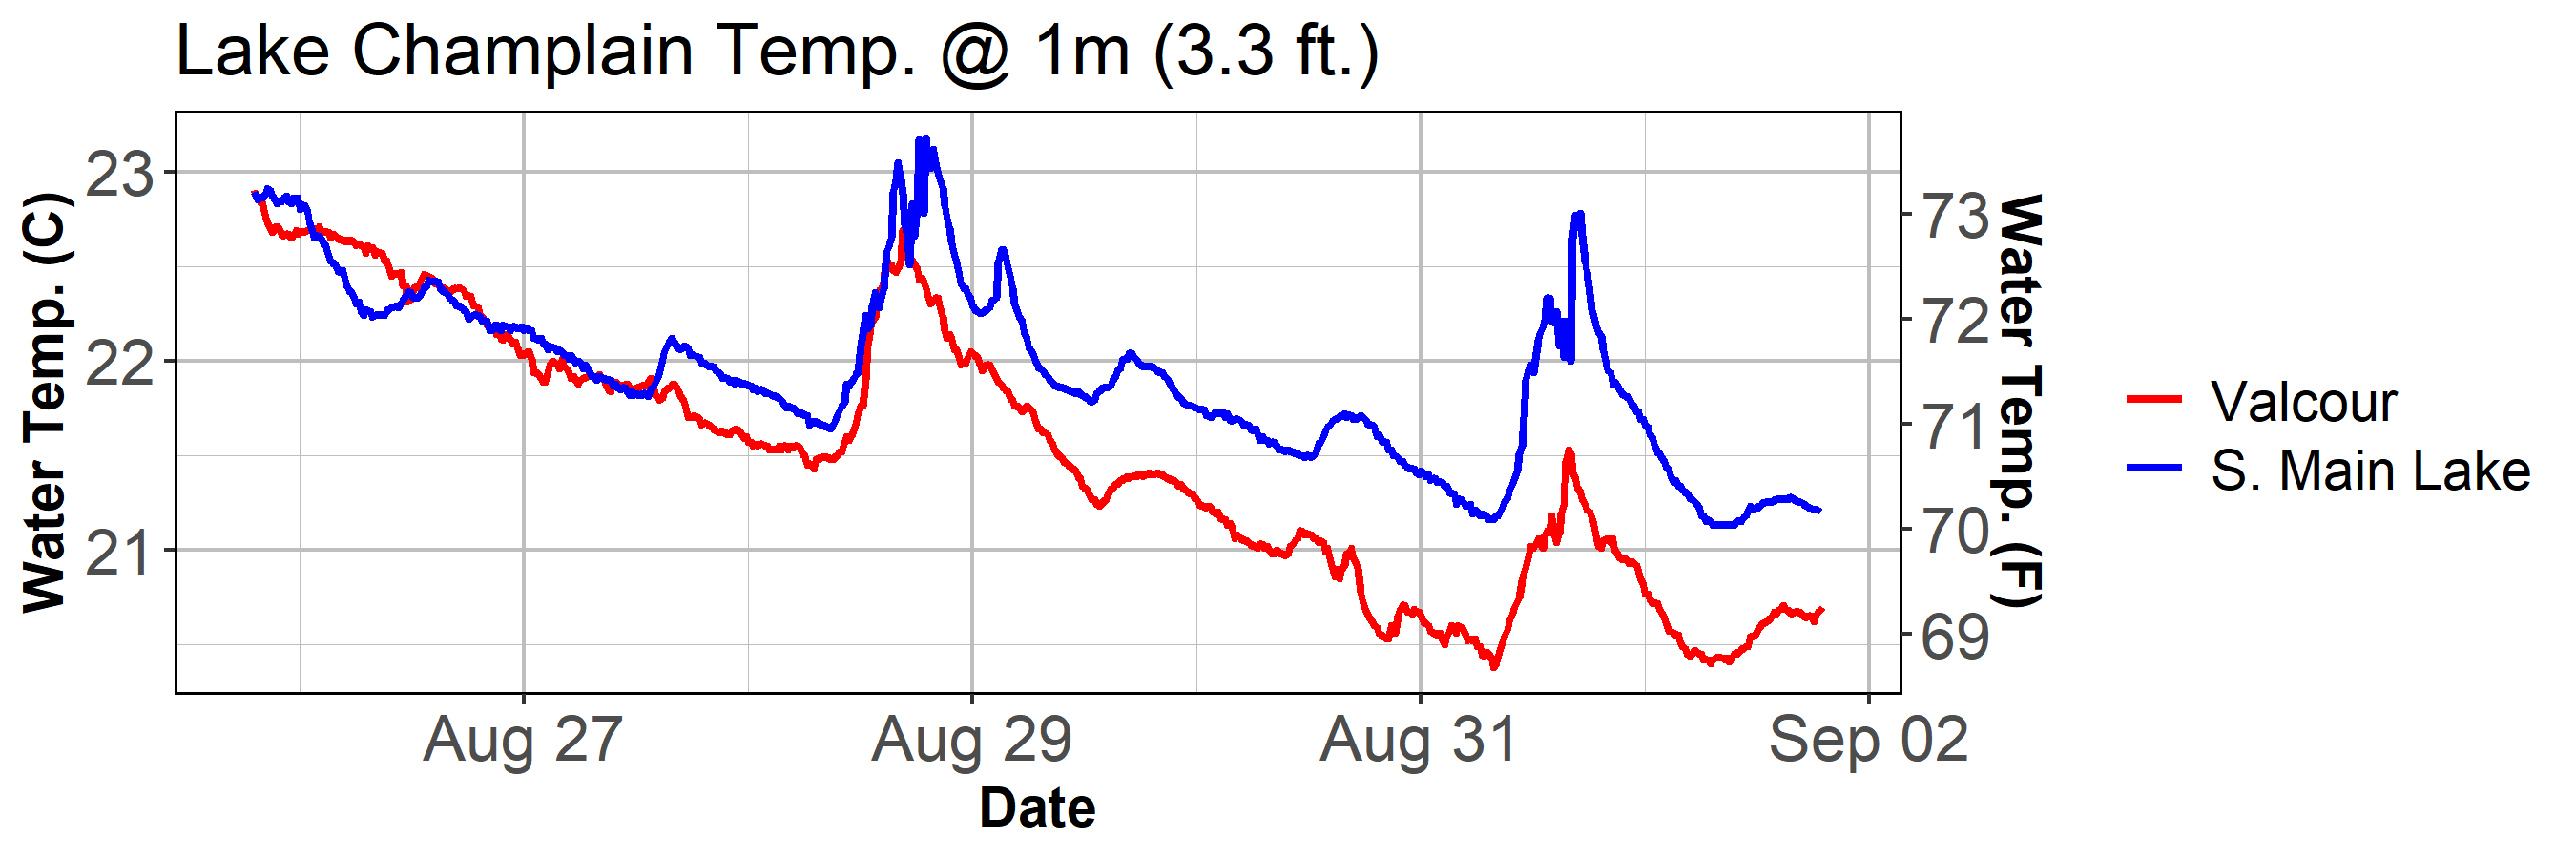 Lake Champlain Temp. @ 1m (3.3 ft.)
Water Temp. (C)
23
22
21
73
72
71
70
69
Water Temp. (F)
Aug 27
Aug 29
Aug 31
Sep 02
Date
Valcour
S. Main Lake